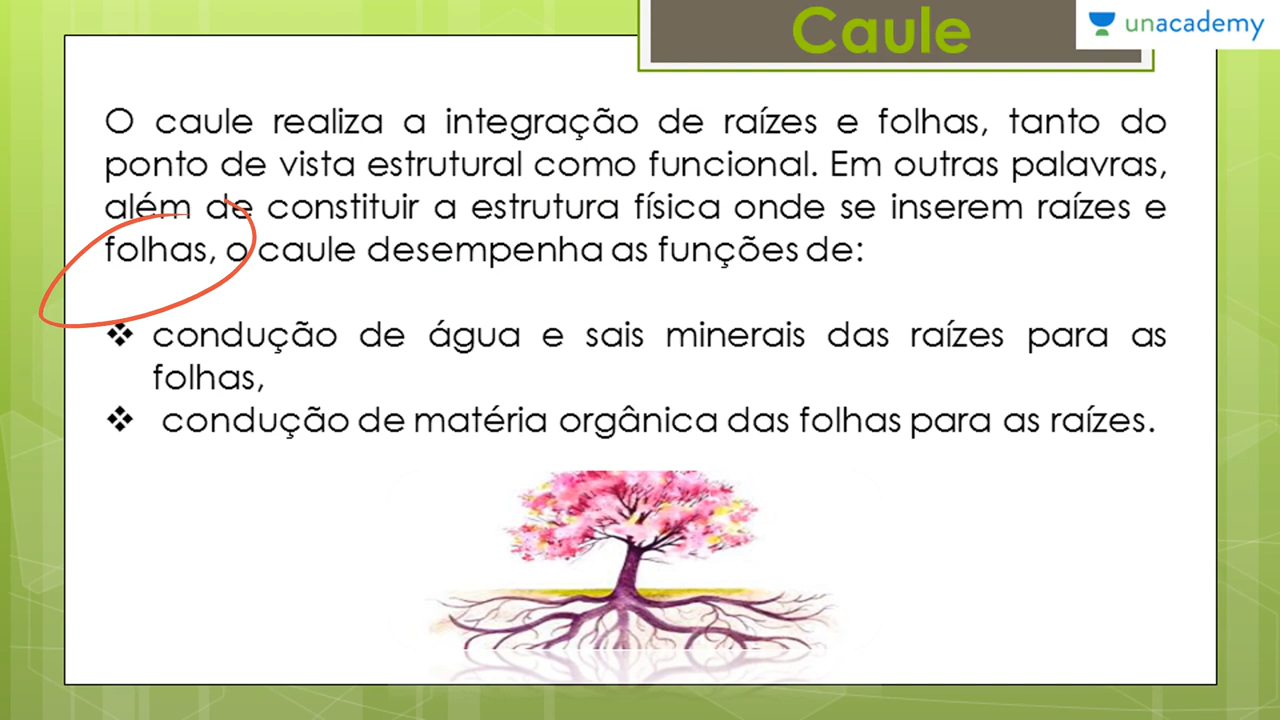 Caule
unacademy
O caule realiza a integração de raízes e folhas, tanto do
ponto de vista estrutural como funcional. Em outras palavras,
além de constituir a estrutura física onde se inserem raízes e
folhas, o caule desempenha as funções de:
❖ condução de água e sais minerais das raízes para as
folhas,
❖ condução de matéria orgânica das folhas para as raízes.